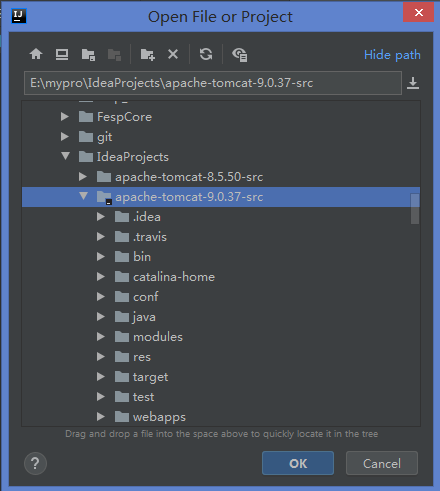 Open File or Project
Hide path
E:\mypro\IdeaProjects\apache-tomcat-9.0.37-src
FespCore
git
IdeaProjects
apache-tomcat-8.5.50-src
apache-tomcat-9.0.37-src
.idea
.travis
bin
catalina-home
conf
java
modules
res
target
test
webapps
Drag and drop a file into the space above to quickly locate it in the tree
?
OK
Cancel